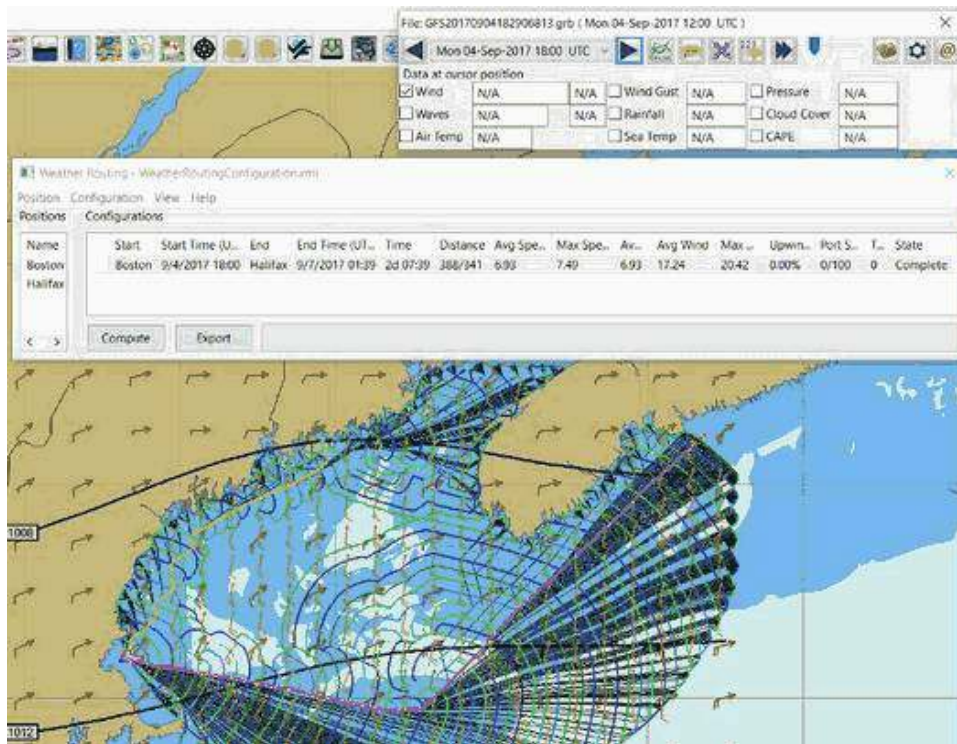 File: GFS20170904182906813.grb ( Mon 04-Sep-2017 12:00 UTC )
Mon 04-Sep-2017 18:00 UTC
Data at cursor position
Wind N/A N/A Wind Gust N/A Pressure N/A
Waves N/A N/A Rainfall N/A Cloud Cover N/A
Air Temp N/A Sea Temp N/A CAPE N/A
Weather Routing - WeatherRoutingConfiguration.xml
Position Configuration View Help
Positions Configurations
Name Start Start Time (U... End End Time (UT... Time Distance Avg Spe... Max Spe... Av... Avg Wind Max ... Upwn... Port S... T... State
Boston Boston 9/4/2017 18:00 Halifax 9/7/2017 01:39 2d 07:39 388/341 6.93 7.49 6.93 17.24 20.42 0.00% 0/100 0 Complete
Halifax
< > Compute Export
1008
1012